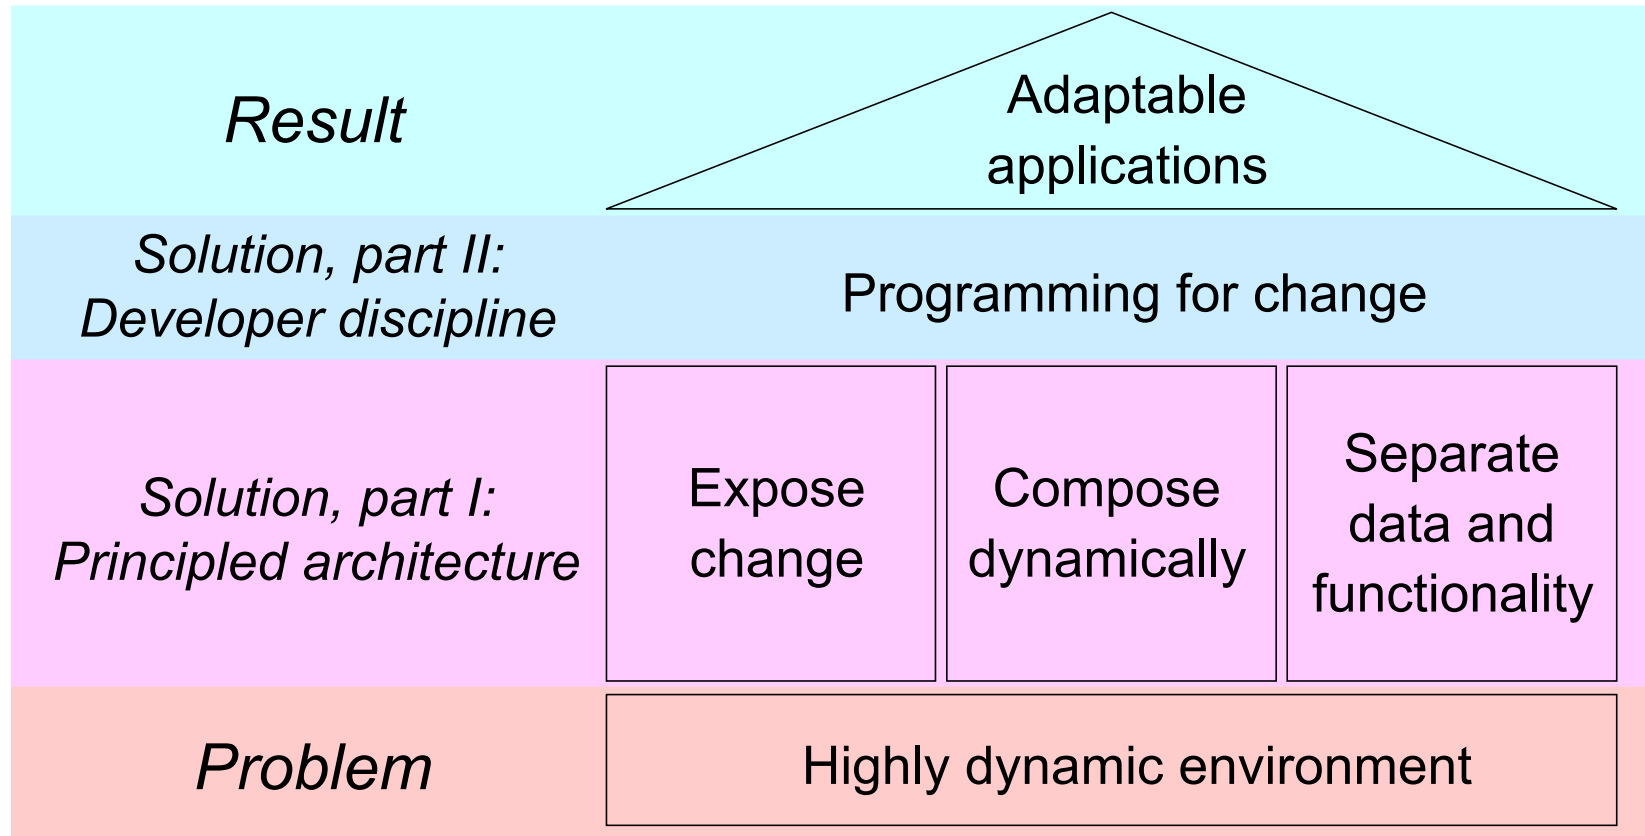 Result
Adaptable
applications
Solution, part II:
Developer discipline
Programming for change
Solution, part I:
Principled architecture
Expose
change
Compose
dynamically
Separate
data and
functionality
Problem
Highly dynamic environment